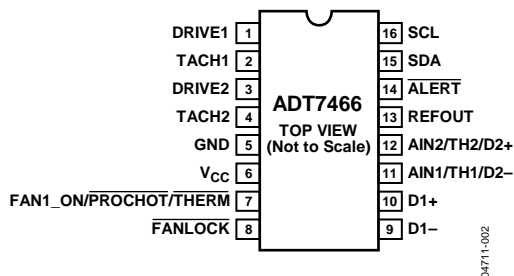 DRIVE1 1
TACH1 2
DRIVE2 3
TACH2 4
GND 5
VCC 6
FAN1_ON/PROCHOT/THERM 7
FANLOCK 8
ADT7466
TOP VIEW
(Not to Scale)
16 SCL
15 SDA
14 ALERT
13 REFOUT
12 AIN2/TH2/D2+
11 AIN1/TH1/D2–
10 D1+
9 D1–
04711-002